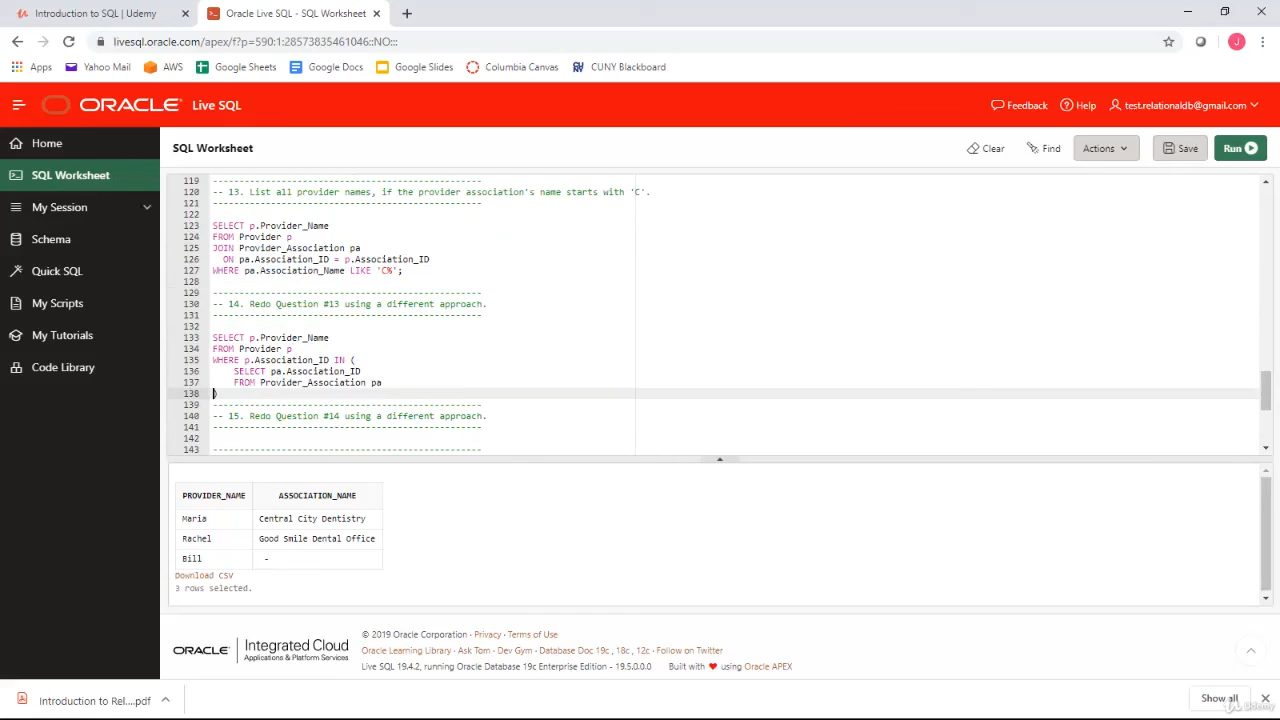 Introduction to SQL | Udemy
Oracle Live SQL - SQL Worksheet
livesql.oracle.com/apex/f?p=590:1:28573835461046::NO:::
J
Apps
Yahoo Mail
AWS
Google Sheets
Google Docs
Google Slides
Columbia Canvas
CUNY Blackboard
ORACLE Live SQL
Feedback
Help
test.relationaldb@gmail.com
Home
SQL Worksheet
My Session
Schema
Quick SQL
My Scripts
My Tutorials
Code Library
SQL Worksheet
Clear
Find
Actions
Save
Run
119 --------------------------------------------------
120 -- 13. List all provider names, if the provider association's name starts with 'C'.
121 --------------------------------------------------
122
123 SELECT p.Provider_Name
124 FROM Provider p
125 JOIN Provider_Association pa
126 ON pa.Association_ID = p.Association_ID
127 WHERE pa.Association_Name LIKE 'C%';
128
129 --------------------------------------------------
130 -- 14. Redo Question #13 using a different approach.
131 --------------------------------------------------
132
133 SELECT p.Provider_Name
134 FROM Provider p
135 WHERE p.Association_ID IN (
136 SELECT pa.Association_ID
137 FROM Provider_Association pa
138 )
139 --------------------------------------------------
140 -- 15. Redo Question #14 using a different approach.
141 --------------------------------------------------
142
143 --------------------------------------------------
PROVIDER_NAME ASSOCIATION_NAME
Maria Central City Dentistry
Rachel Good Smile Dental Office
Bill -
Download CSV
3 rows selected.
ORACLE Integrated Cloud
Applications & Platform Services
© 2019 Oracle Corporation · Privacy · Terms of Use
Oracle Learning Library · Ask Tom · Dev Gym · Database Doc 19c , 18c , 12c · Follow on Twitter
Live SQL 19.4.2, running Oracle Database 19c Enterprise Edition - 19.5.0.0.0 Built with ❤ using Oracle APEX
Introduction to Rel....pdf
Show all
Udemy